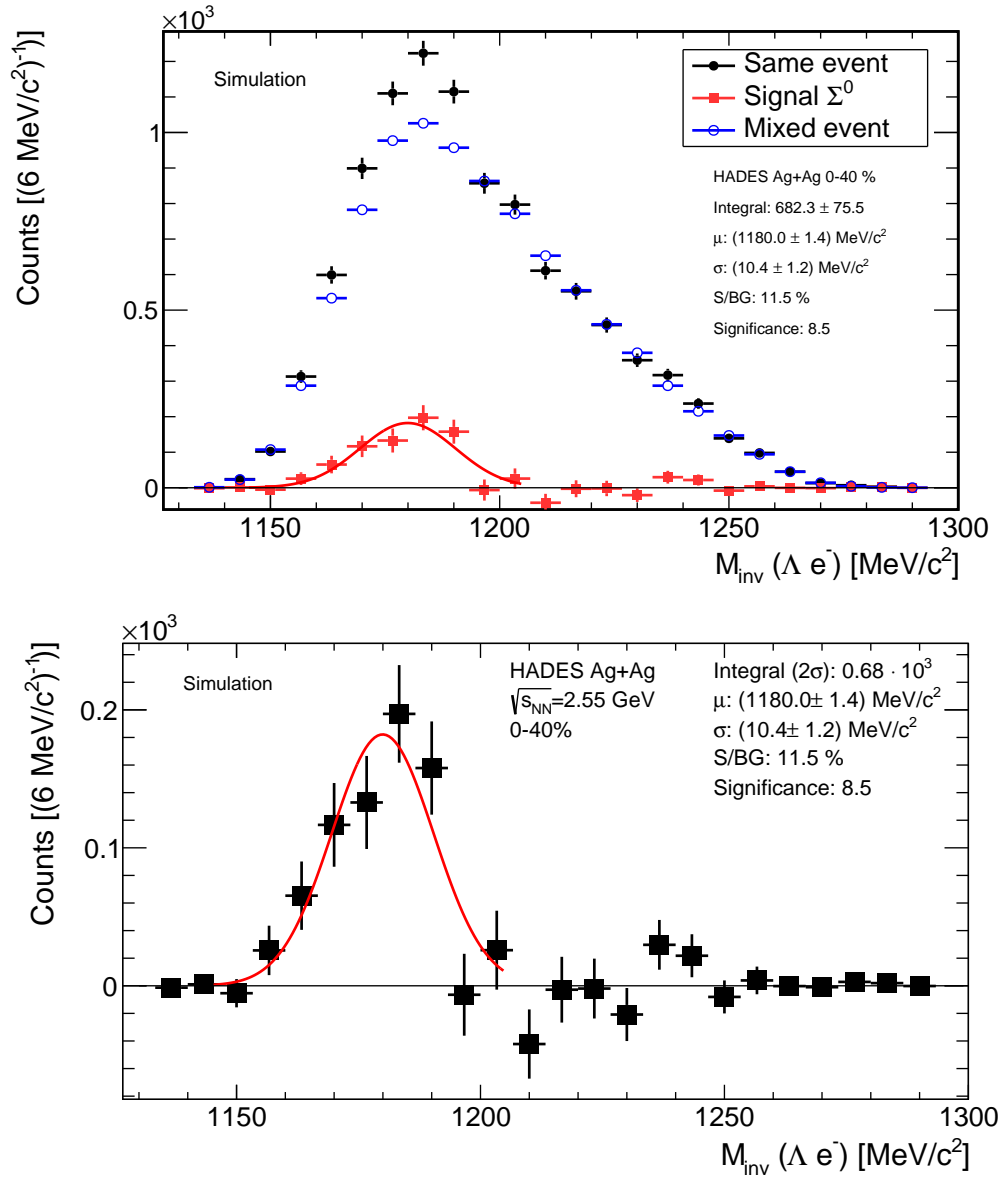 ×10³
Counts [(6 MeV/c²)⁻¹]
Simulation
Same event
Signal Σ⁰
Mixed event
HADES Ag+Ag 0-40 %
Integral: 682.3 ± 75.5
μ: (1180.0 ± 1.4) MeV/c²
σ: (10.4 ± 1.2) MeV/c²
S/BG: 11.5 %
Significance: 8.5
1
0.5
0
1150 1200 1250 1300
M_inv (Λ e⁻) [MeV/c²]
×10³
Counts [(6 MeV/c²)⁻¹]
Simulation
HADES Ag+Ag
√s_NN=2.55 GeV
0-40%
Integral (2σ): 0.68 · 10³
μ: (1180.0± 1.4) MeV/c²
σ: (10.4± 1.2) MeV/c²
S/BG: 11.5 %
Significance: 8.5
0.2
0.1
0
1150 1200 1250 1300
M_inv (Λ e⁻) [MeV/c²]